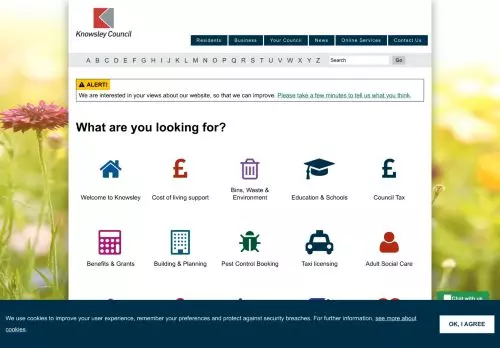 Knowsley Council
Residents Business Your Council News Online Services Contact Us
A B C D E F G H I J K L M N O P Q R S T U V W X Y Z Search Go
ALERT!
We are interested in your views about our website, so that we can improve. Please take a few minutes to tell us what you think.
What are you looking for?
Welcome to Knowsley Cost of living support Bins, Waste & Environment Education & Schools Council Tax
Benefits & Grants Building & Planning Pest Control Booking Taxi licensing Adult Social Care
Chat with us
We use cookies to improve your user experience, remember your preferences and protect against security breaches. For further information, see more about
cookies.
OK, I AGREE